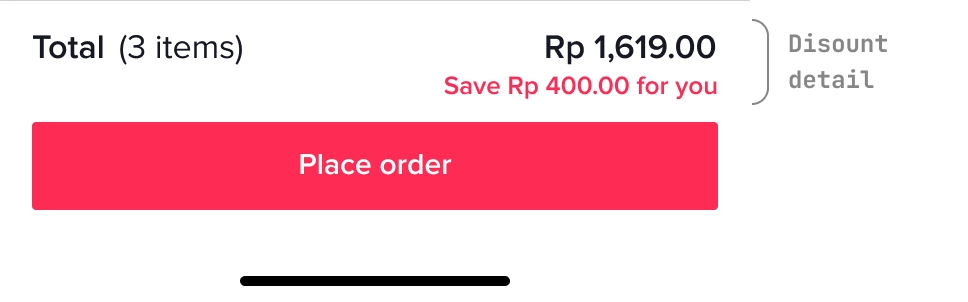 Total (3 items) Rp 1,619.00
Save Rp 400.00 for you
Place order
Disount
detail